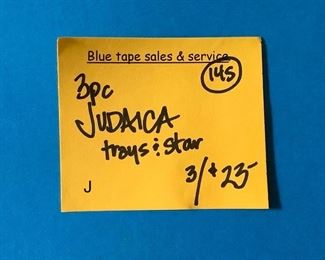 Blue tape sales & service
145
3pc
JUDAICA
trays & star
3/$23-
J